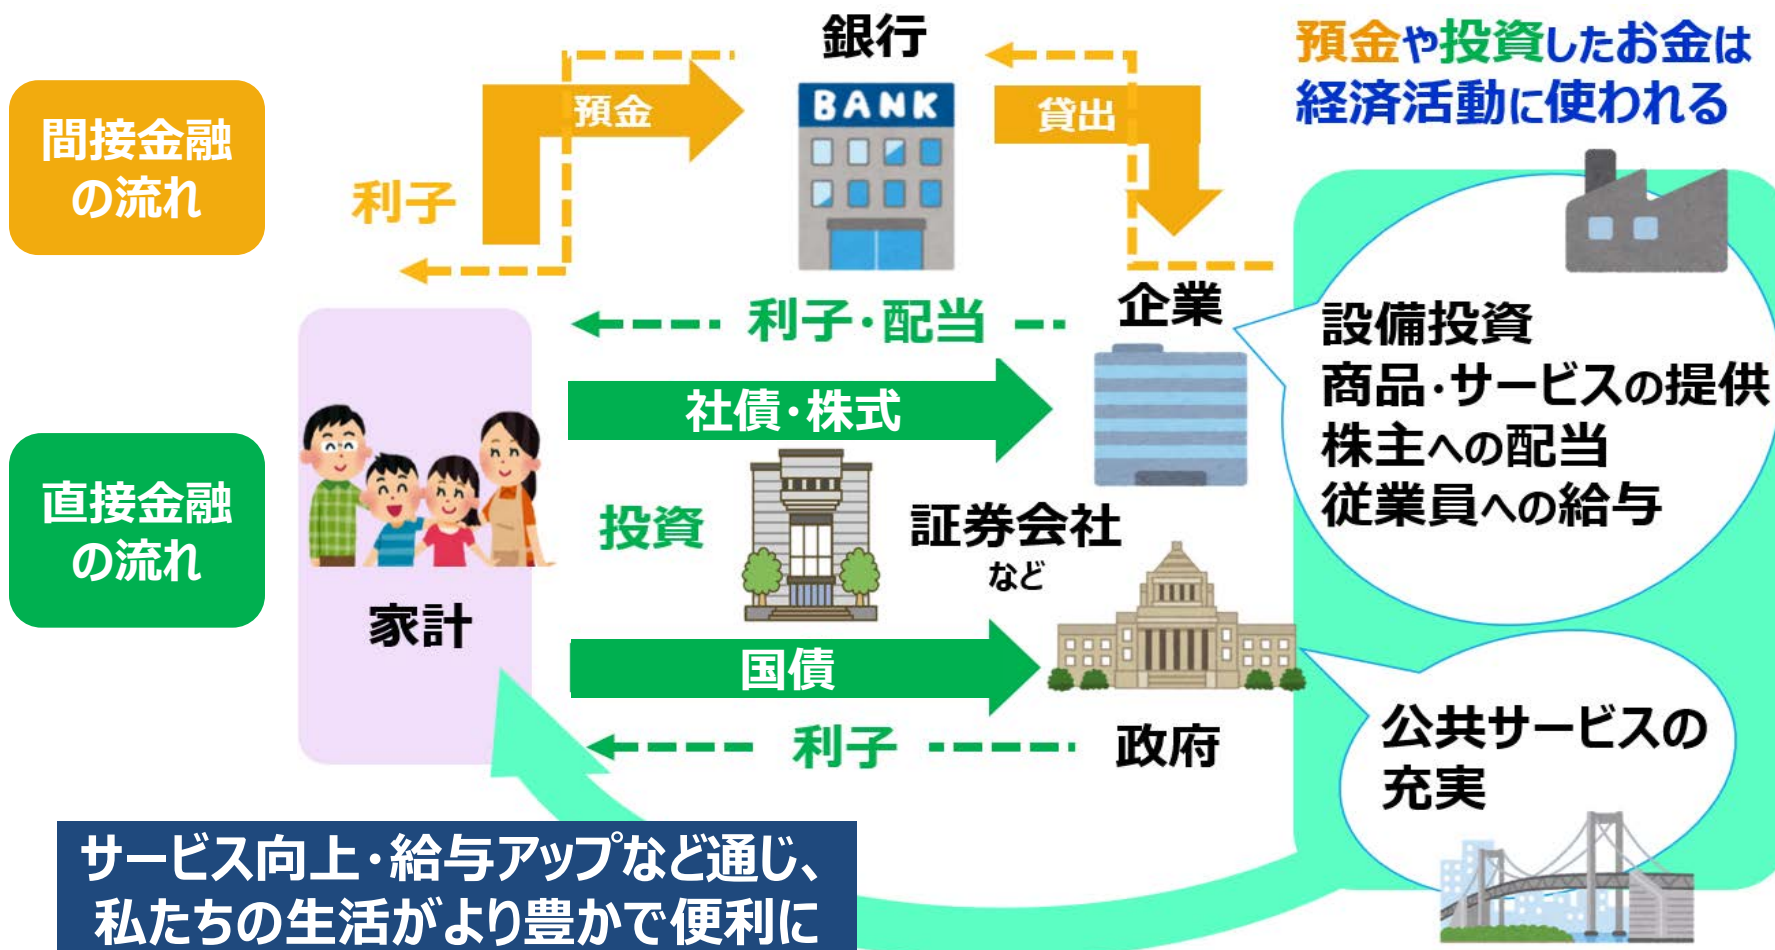 銀行
BANK
預金や投資したお金は
経済活動に使われる
間接金融
の流れ
預金
貸出
利子
企業
利子・配当
社債・株式
設備投資
商品・サービスの提供
株主への配当
従業員への給与
直接金融
の流れ
投資
証券会社
など
家計
国債
利子
政府
公共サービスの
充実
サービス向上・給与アップなど通じ、
私たちの生活がより豊かで便利に